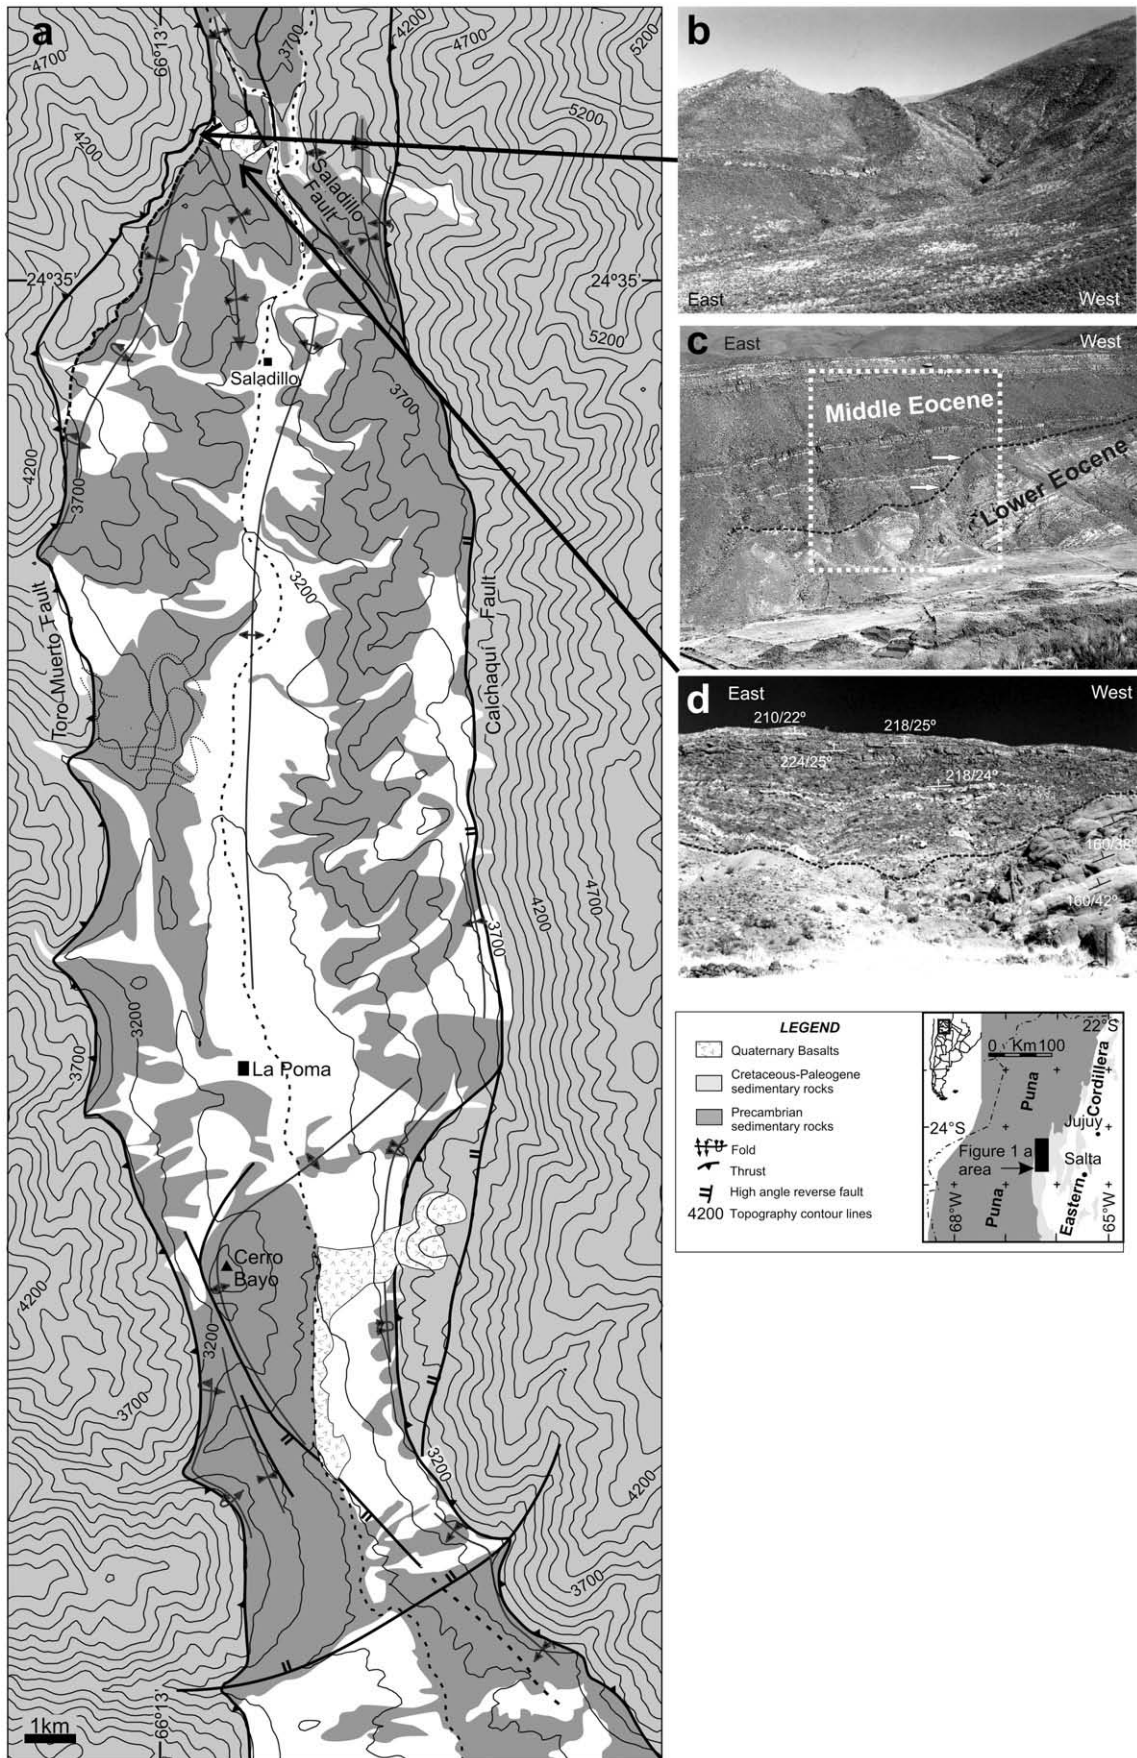 a
4700
66°13'
3700
4200
4700
5200
4200
5200
Saladillo
Fault
24°35'
24°35'
5200
Saladillo
3700
4200
3700
3200
Toro-Muerto Fault
Calchaquí Fault
4700
4200
3700
3200
3700
La Poma
Cerro
Bayo
4200
3200
3700
3200
4200
3700
66°13'
1km
b
East
West
c
East
West
Middle Eocene
Lower Eocene
d
East
West
210/22°
218/25°
224/25°
218/24°
160/38°
160/42°
LEGEND
Quaternary Basalts
Cretaceous-Paleogene
sedimentary rocks
Precambrian
sedimentary rocks
Fold
Thrust
High angle reverse fault
4200 Topography contour lines
22°S
0 Km 100
Puna
Cordillera
Jujuy
24°S
Figure 1 a
area
Salta
Puna
Eastern
68°W
65°W